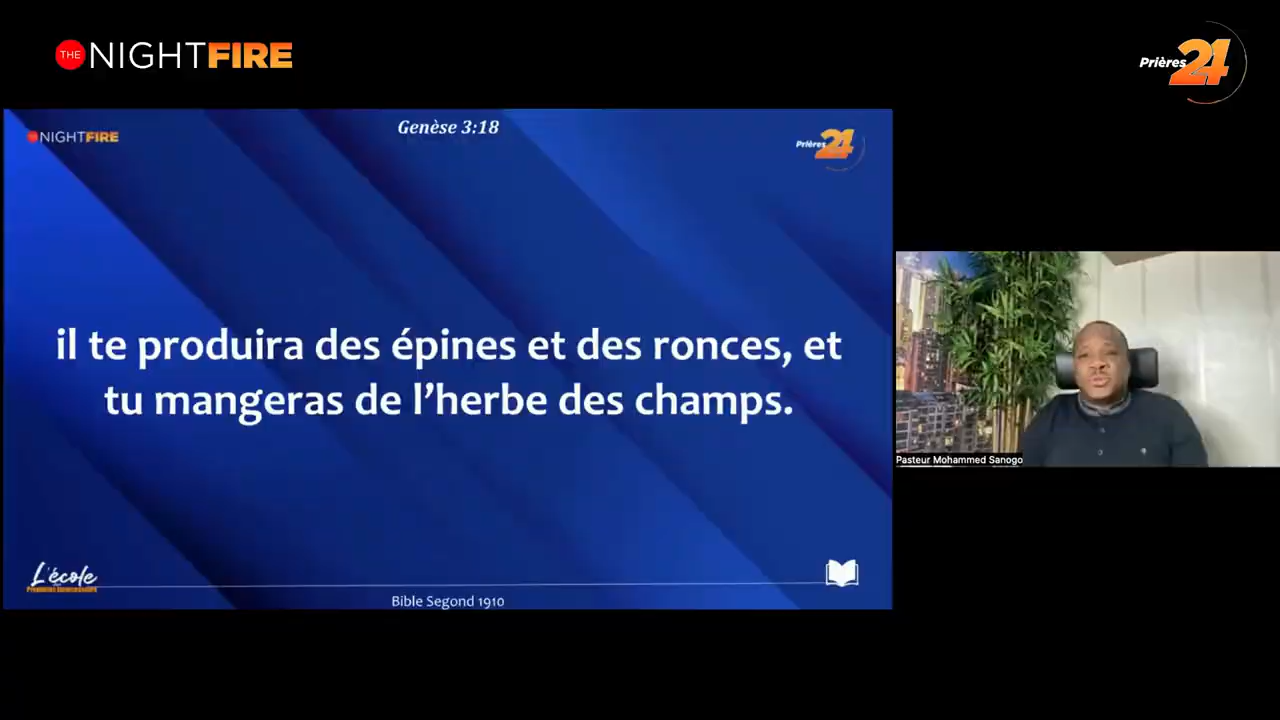 THE NIGHTFIRE
Prières 24
NIGHTFIRE
Genèse 3:18
Prières 24
il te produira des épines et des ronces, et
tu mangeras de l’herbe des champs.
Pasteur Mohammed Sanogo
L'école
Bible Segond 1910